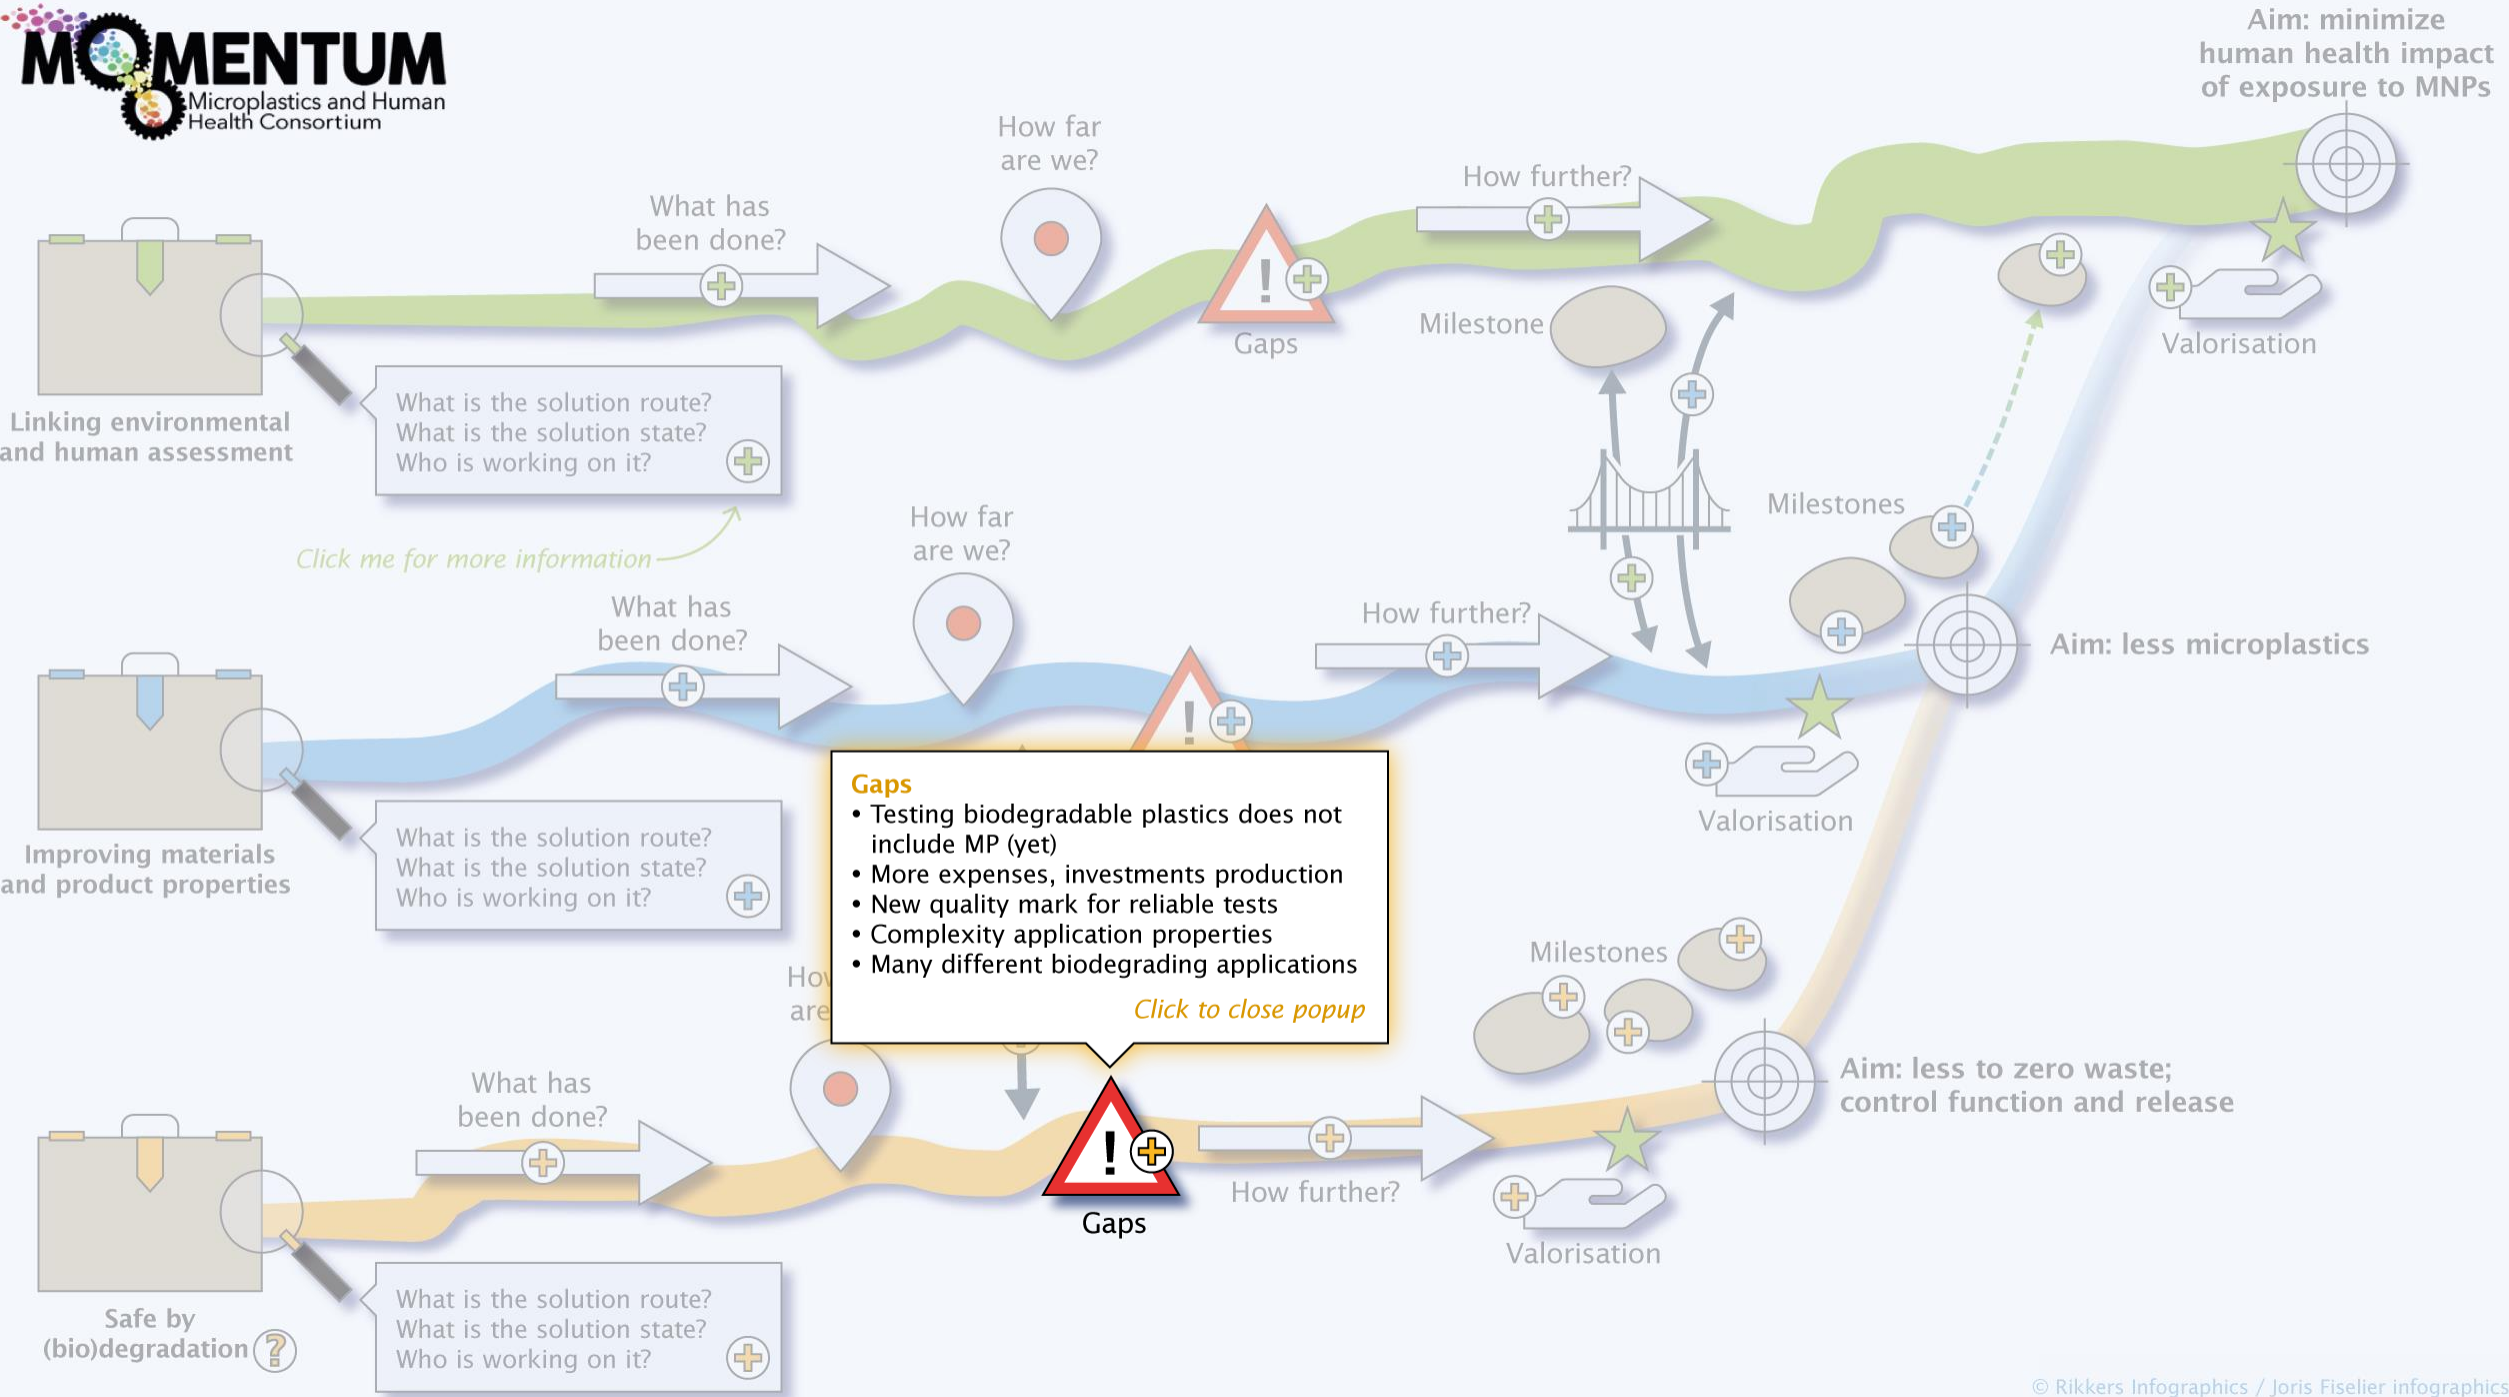 MOMENTUM
Microplastics and Human
Health Consortium
Aim: minimize
human health impact
of exposure to MNPs
How far
are we?
What has
been done?
How further?
!
Gaps
Milestone
Valorisation
Linking environmental
and human assessment
What is the solution route?
What is the solution state?
Who is working on it?
Click me for more information
How far
are we?
Milestones
What has
been done?
How further?
!
Aim: less microplastics
Valorisation
Improving materials
and product properties
What is the solution route?
What is the solution state?
Who is working on it?
Gaps
• Testing biodegradable plastics does not
include MP (yet)
• More expenses, investments production
• New quality mark for reliable tests
• Complexity application properties
• Many different biodegrading applications
Click to close popup
are
Milestones
What has
been done?
!
Gaps
How further?
Aim: less to zero waste;
control function and release
Valorisation
Safe by
(bio)degradation ?
What is the solution route?
What is the solution state?
Who is working on it?
© Rikkers Infographics / Joris Fiselier infographics